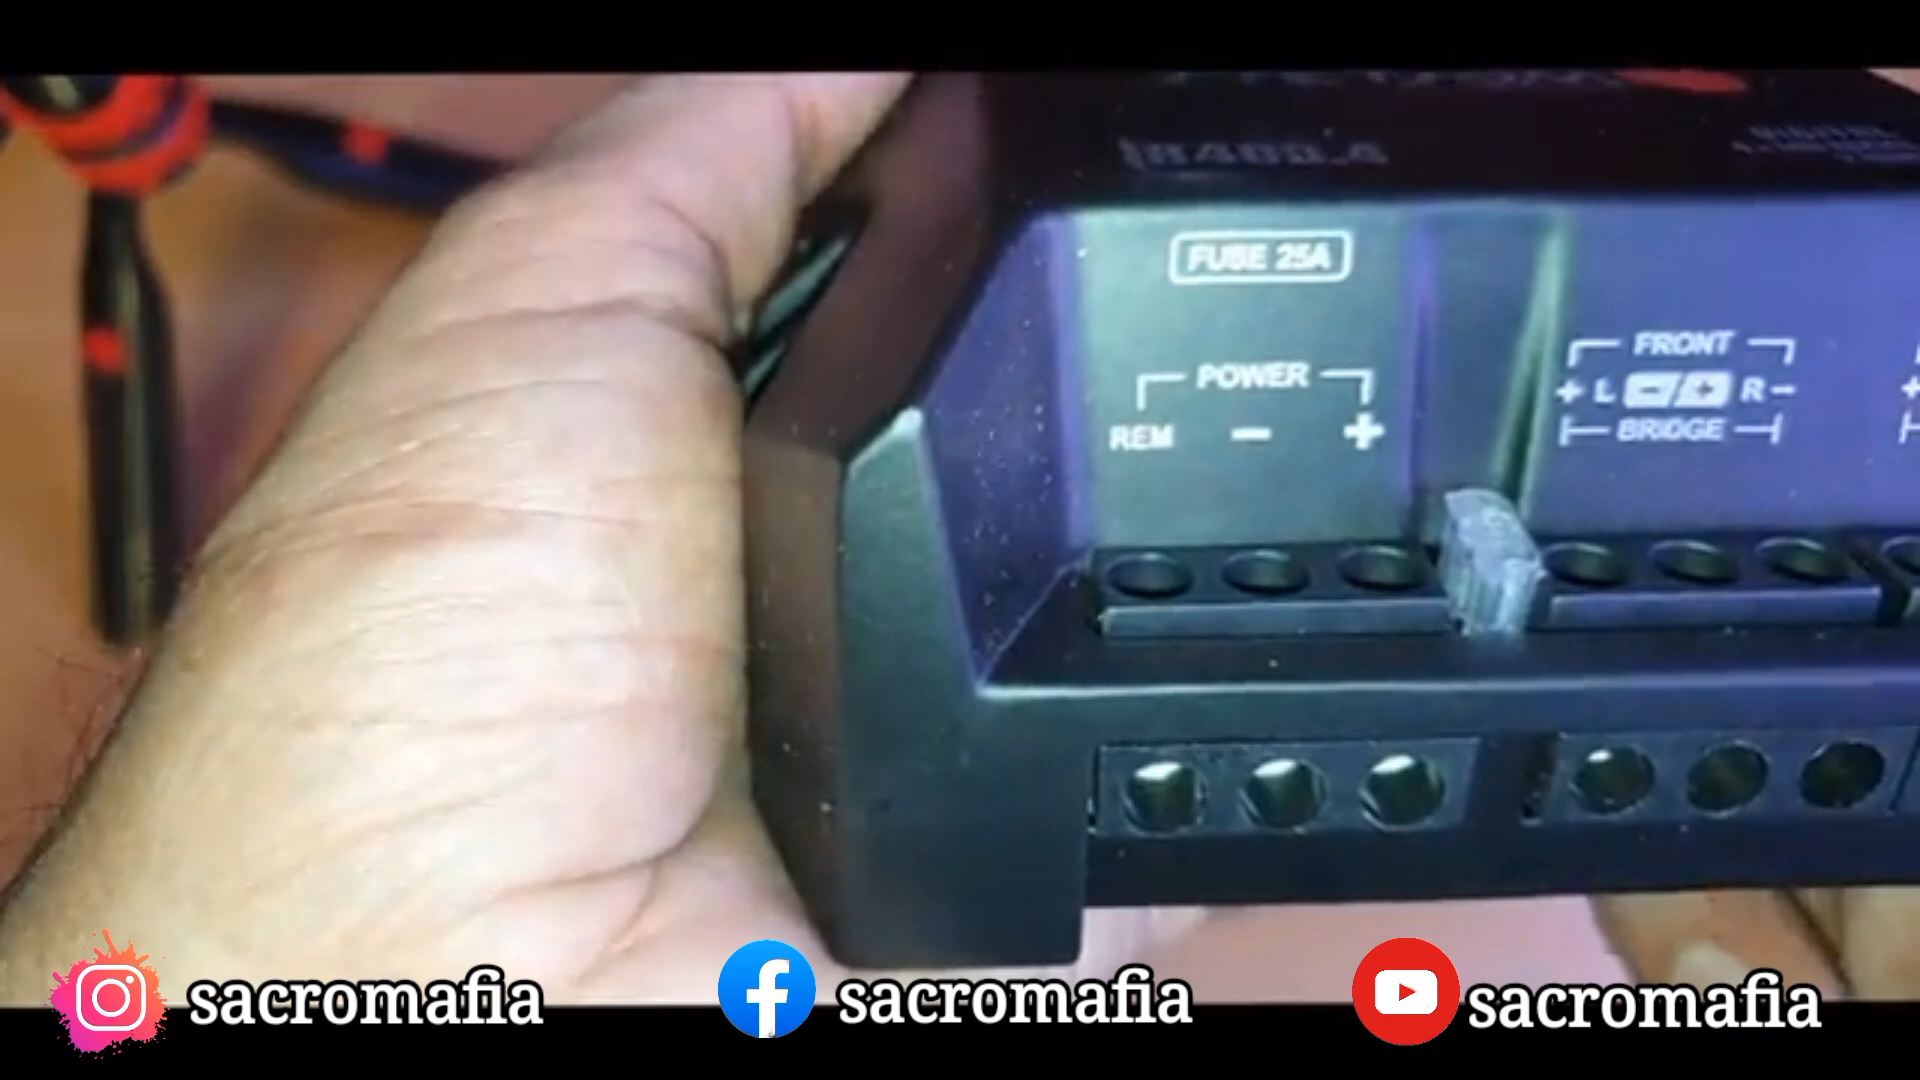 FUSE 25A
POWER
REM - +
FRONT
+ L -/+ R -
BRIDGE
sacromafia
sacromafia
sacromafia